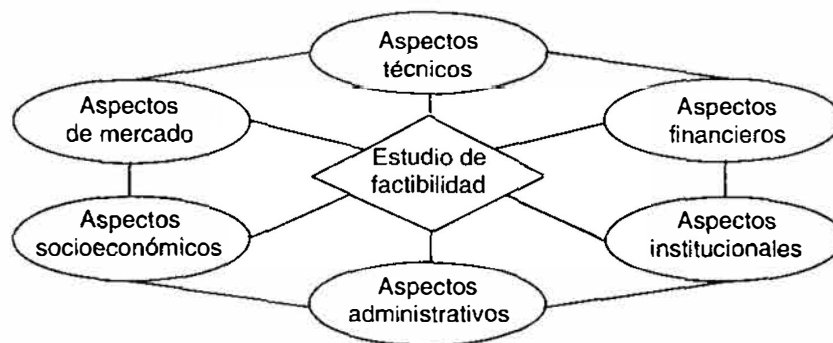 Aspectos
técnicos
Aspectos
de mercado
Aspectos
financieros
Estudio de
factibilidad
Aspectos
socioeconómicos
Aspectos
institucionales
Aspectos
administrativos